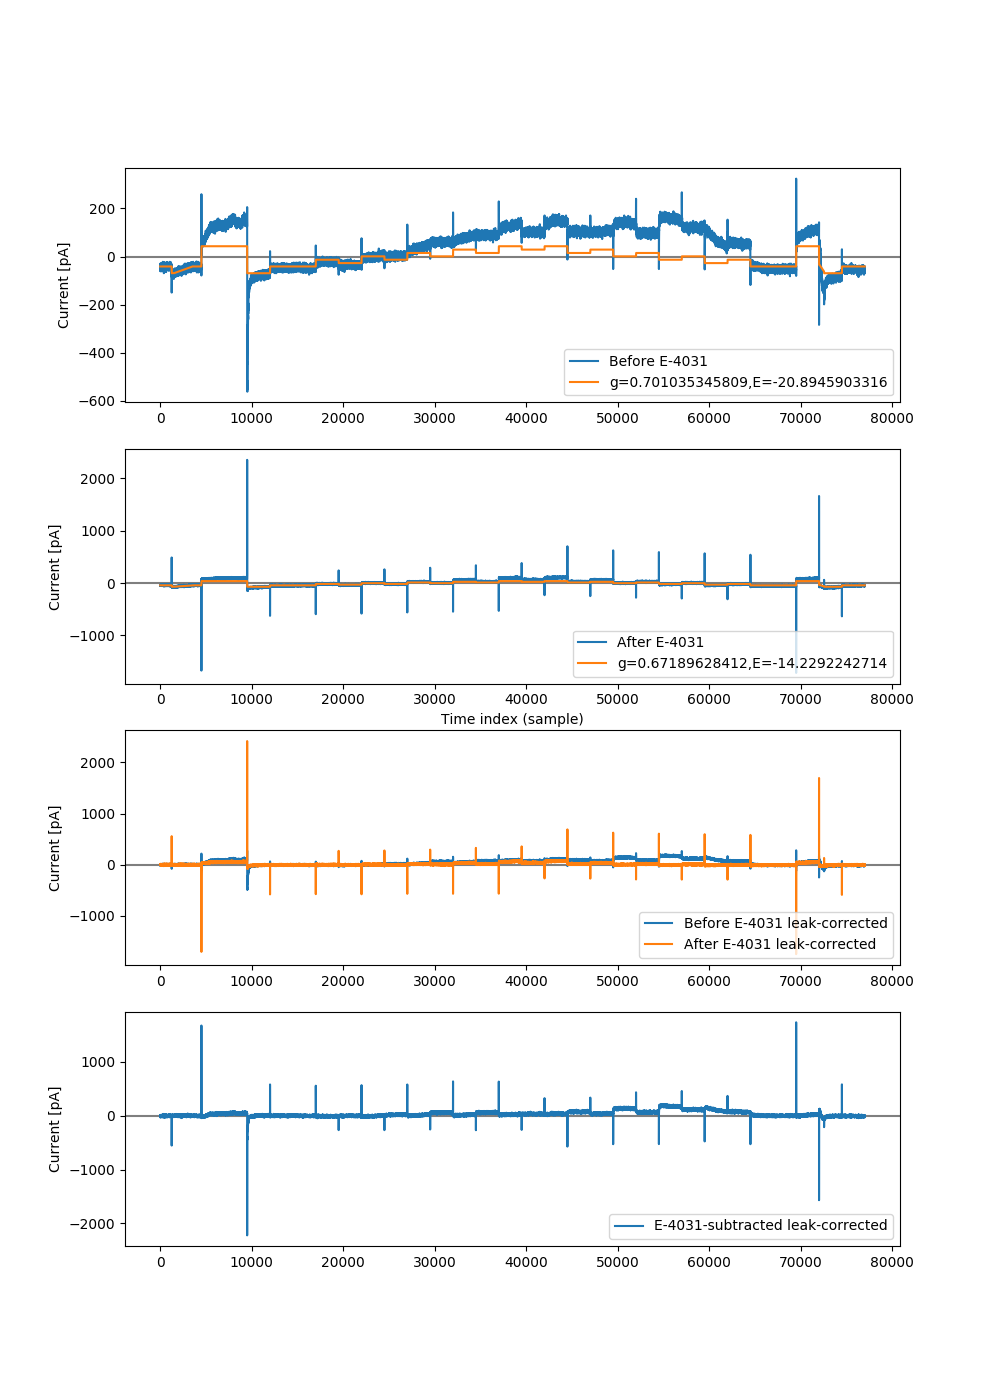 200
0
−200
−400
−600
Current [pA]
Before E-4031
g=0.701035345809,E=-20.8945903316
0 10000 20000 30000 40000 50000 60000 70000 80000
2000
1000
0
−1000
Current [pA]
After E-4031
g=0.67189628412,E=-14.2292242714
0 10000 20000 30000 40000 50000 60000 70000 80000
Time index (sample)
2000
1000
0
−1000
Current [pA]
Before E-4031 leak-corrected
After E-4031 leak-corrected
0 10000 20000 30000 40000 50000 60000 70000 80000
1000
0
−1000
−2000
Current [pA]
E-4031-subtracted leak-corrected
0 10000 20000 30000 40000 50000 60000 70000 80000